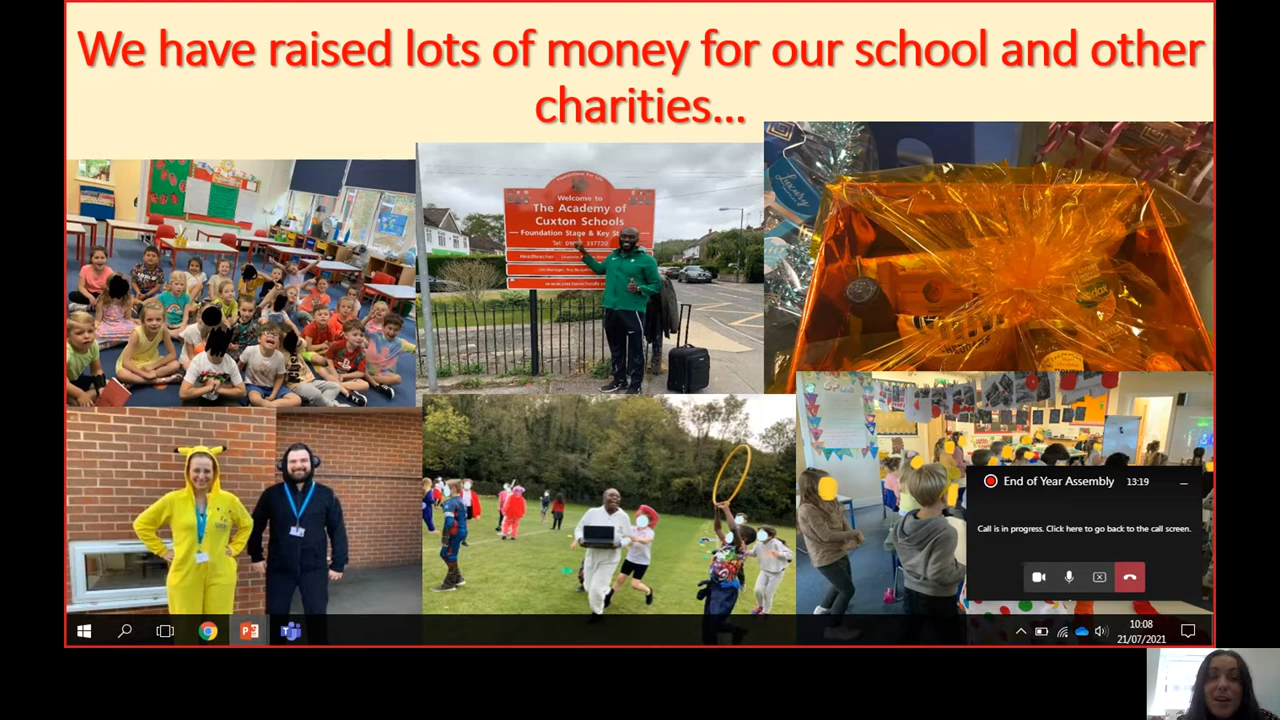 We have raised lots of money for our school and other
charities...
Welcome to
The Academy of
Cuxton Schools
Foundation Stage & Key
Luxury
End of Year Assembly 13:19
Call is in progress. Click here to go back to the call screen.
10:08
21/07/2021